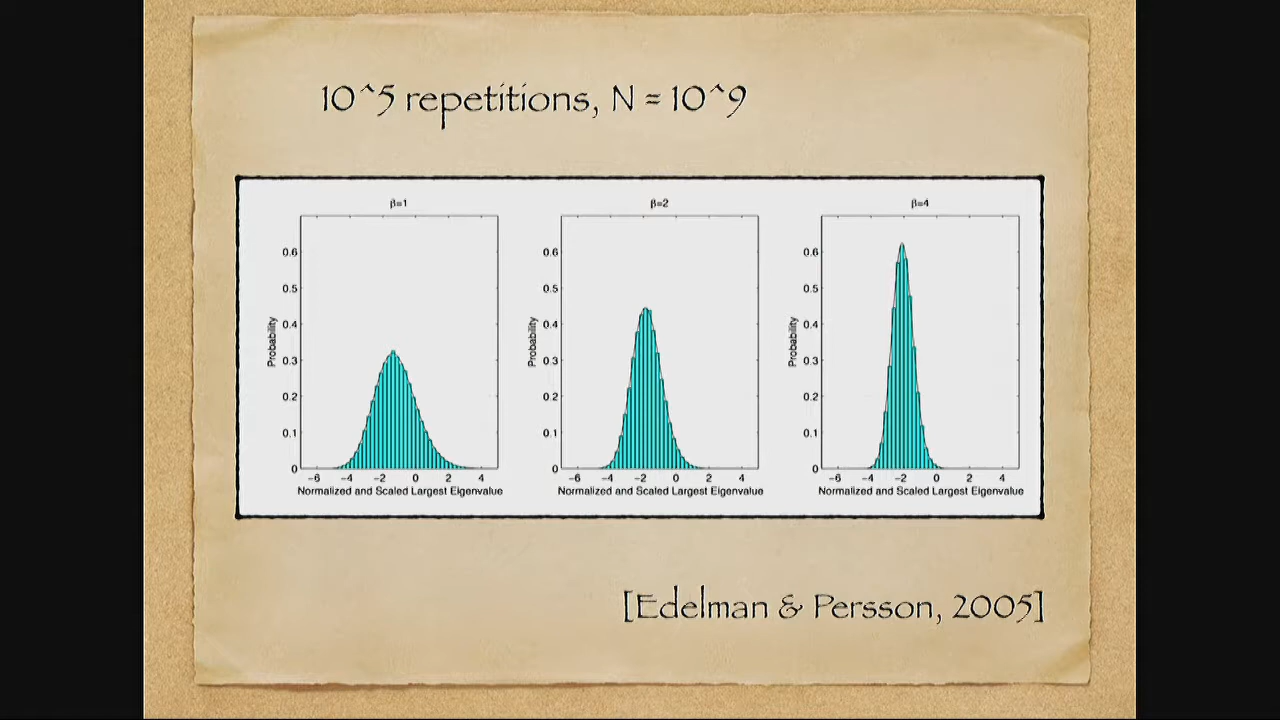 10^5 repetitions, N = 10^9
β=1
0.6
0.5
0.4
0.3
0.2
0.1
0
Probability
−6 −4 −2 0 2 4
Normalized and Scaled Largest Eigenvalue
β=2
0.6
0.5
0.4
0.3
0.2
0.1
0
Probability
−6 −4 −2 0 2 4
Normalized and Scaled Largest Eigenvalue
β=4
0.6
0.5
0.4
0.3
0.2
0.1
0
Probability
−6 −4 −2 0 2 4
Normalized and Scaled Largest Eigenvalue
[Edelman & Persson, 2005]